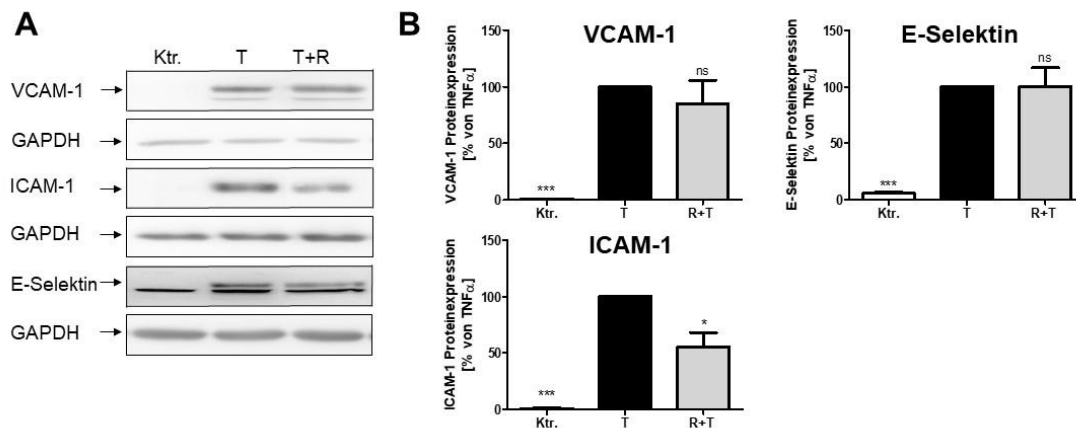 A
Ktr. T T+R
VCAM-1
GAPDH
ICAM-1
GAPDH
E-Selektin
GAPDH
B
VCAM-1
VCAM-1 Proteinexpression
[% von TNFα]
150
100
50
0
***
ns
Ktr. T R+T
E-Selektin
E-Selektin Proteinexpression
[% von TNFα]
150
100
50
0
***
ns
Ktr. T R+T
ICAM-1
ICAM-1 Proteinexpression
[% von TNFα]
150
100
50
0
***
*
Ktr. T R+T